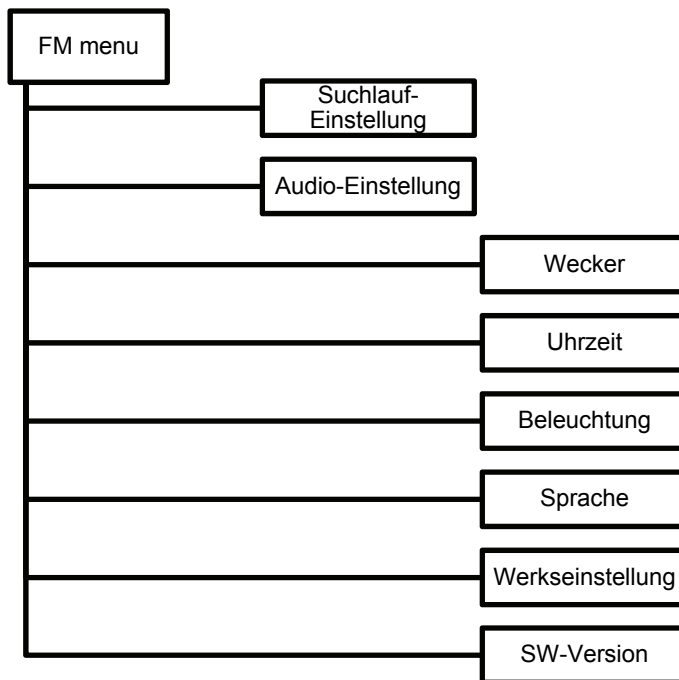 FM menu
Suchlauf-
Einstellung
Audio-Einstellung
Wecker
Uhrzeit
Beleuchtung
Sprache
Werkseinstellung
SW-Version